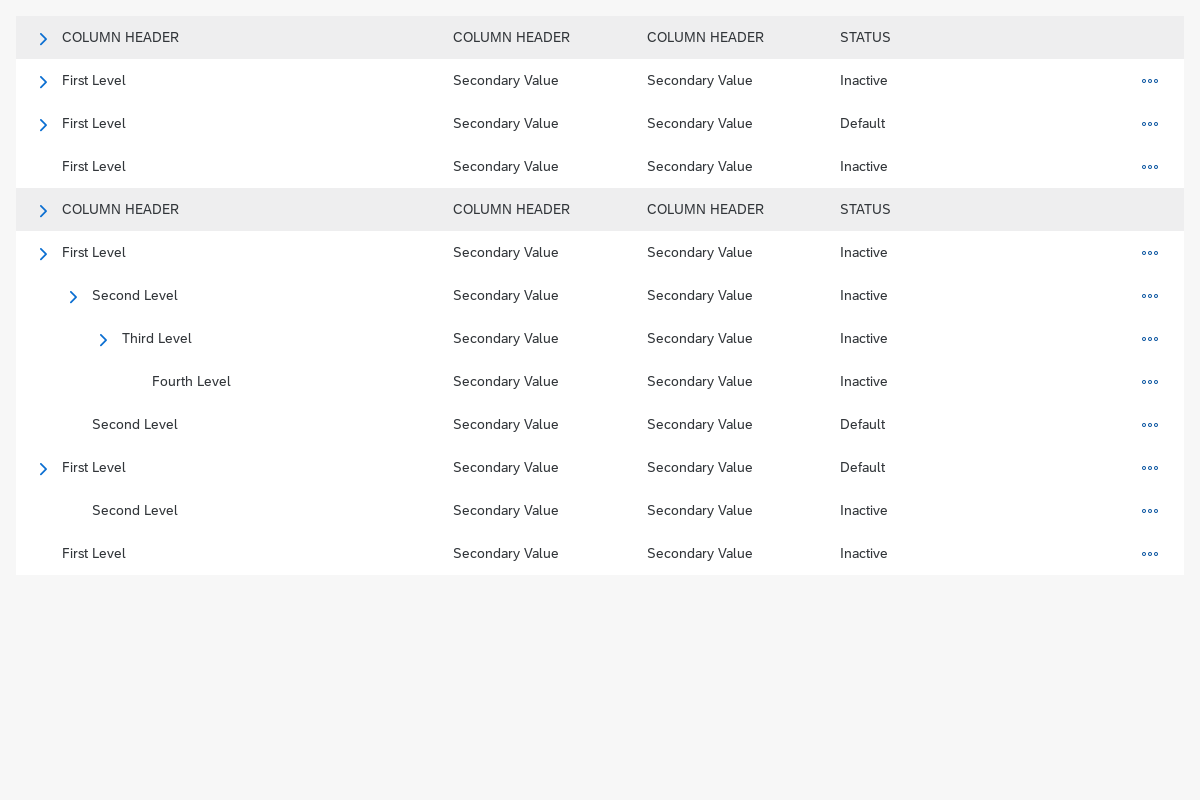 COLUMN HEADER COLUMN HEADER COLUMN HEADER STATUS
First Level Secondary Value Secondary Value Inactive
First Level Secondary Value Secondary Value Default
First Level Secondary Value Secondary Value Inactive
COLUMN HEADER COLUMN HEADER COLUMN HEADER STATUS
First Level Secondary Value Secondary Value Inactive
Second Level Secondary Value Secondary Value Inactive
Third Level Secondary Value Secondary Value Inactive
Fourth Level Secondary Value Secondary Value Inactive
Second Level Secondary Value Secondary Value Default
First Level Secondary Value Secondary Value Default
Second Level Secondary Value Secondary Value Inactive
First Level Secondary Value Secondary Value Inactive